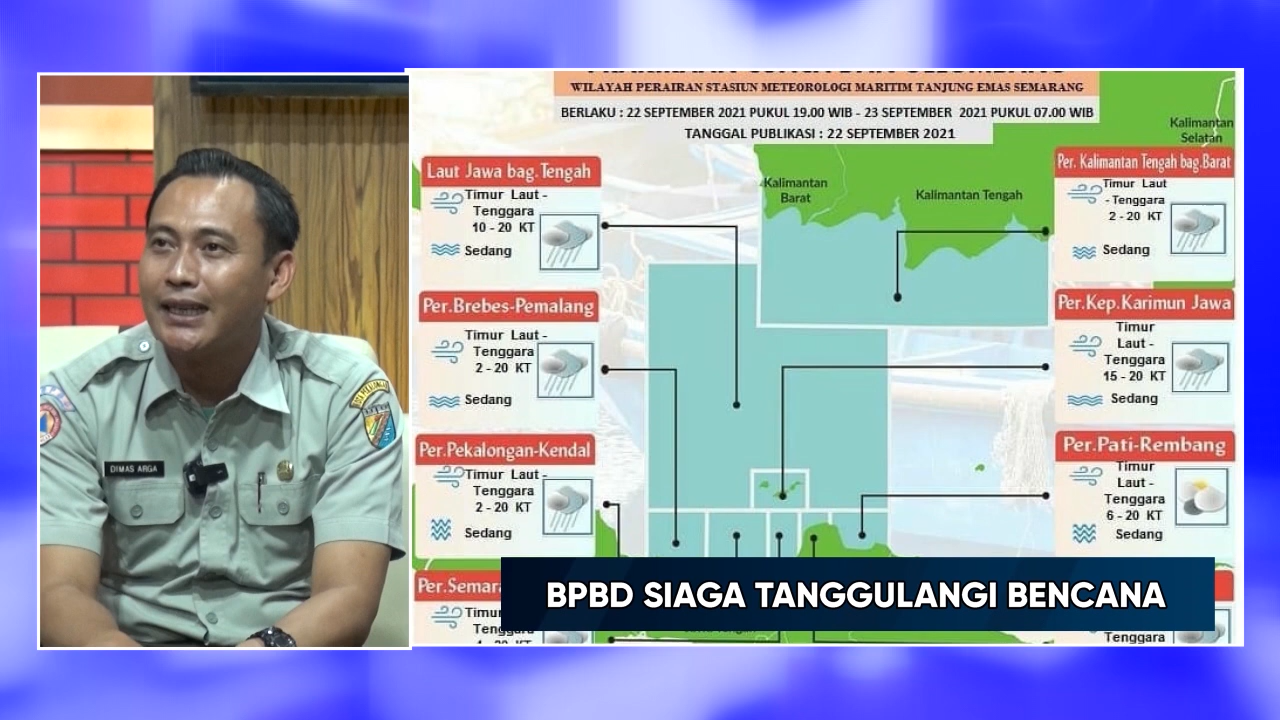 WILAYAH PERAIRAN STASIUN METEOROLOGI MARITIM TANJUNG EMAS SEMARANG
BERLAKU : 22 SEPTEMBER 2021 PUKUL 19.00 WIB - 23 SEPTEMBER 2021 PUKUL 07.00 WIB
TANGGAL PUBLIKASI : 22 SEPTEMBER 2021
Kalimantan
Selatan
Kalimantan
Barat
Kalimantan Tengah
Laut Jawa bag.Tengah
Timur Laut -
Tenggara
10 - 20 KT
Sedang
Per.Brebes-Pemalang
Timur Laut -
Tenggara
2 - 20 KT
Sedang
Per.Pekalongan-Kendal
Timur Laut -
Tenggara
2 - 20 KT
Sedang
Per. Kalimantan Tengah bag.Barat
Timur Laut
- Tenggara
2 - 20 KT
Sedang
Per.Kep.Karimun Jawa
Timur
Laut -
Tenggara
15 - 20 KT
Sedang
Per.Pati-Rembang
Timur
Laut -
Tenggara
6 - 20 KT
Sedang
Tenggara
DIMAS ARGA
BPBD SIAGA TANGGULANGI BENCANA